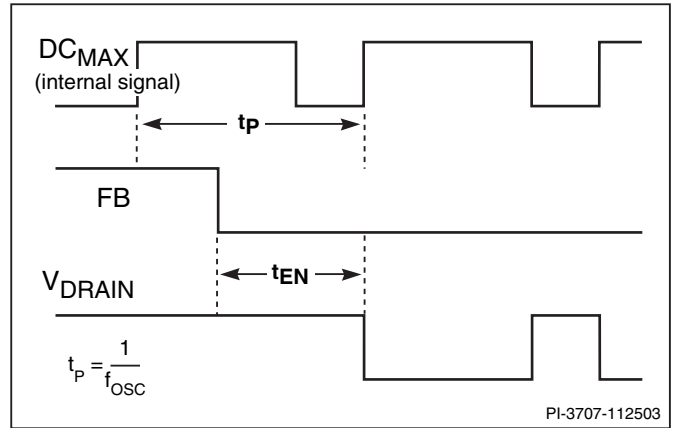 DCMAX
(internal signal)
tP
FB
tEN
VDRAIN
tP = 1/fOSC
PI-3707-112503